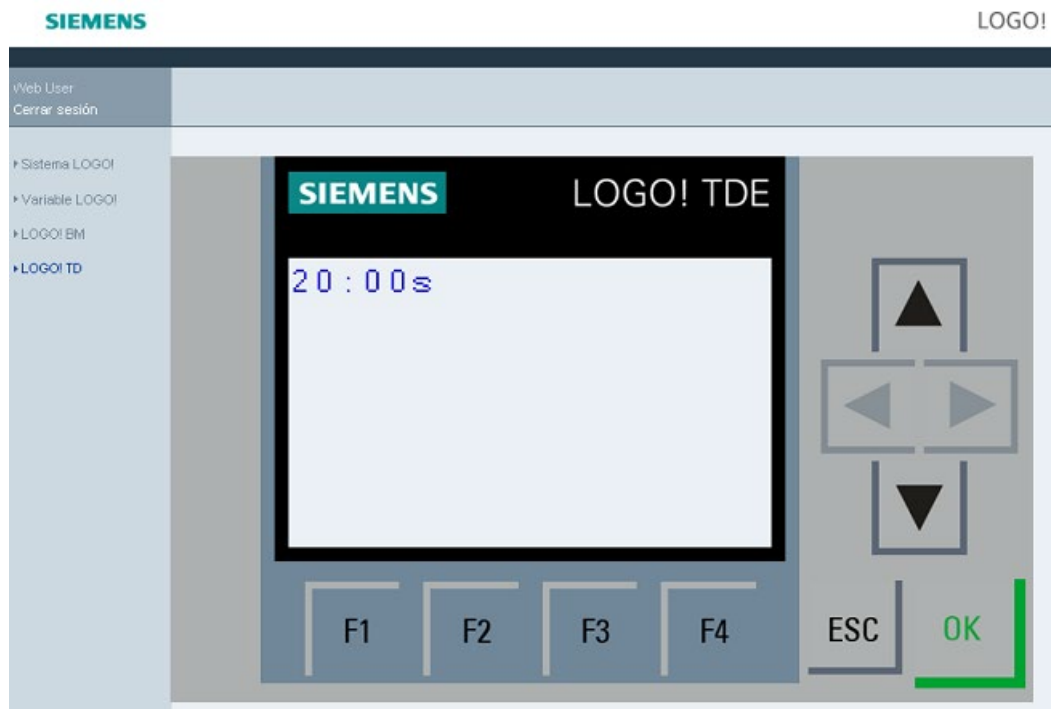 SIEMENS
LOGO!
Web User
Cerrar sesión
Sistema LOGO!
Variable LOGO!
LOGO! BM
LOGO! TD
SIEMENS
LOGO! TDE
20:00s
F1
F2
F3
F4
ESC
OK